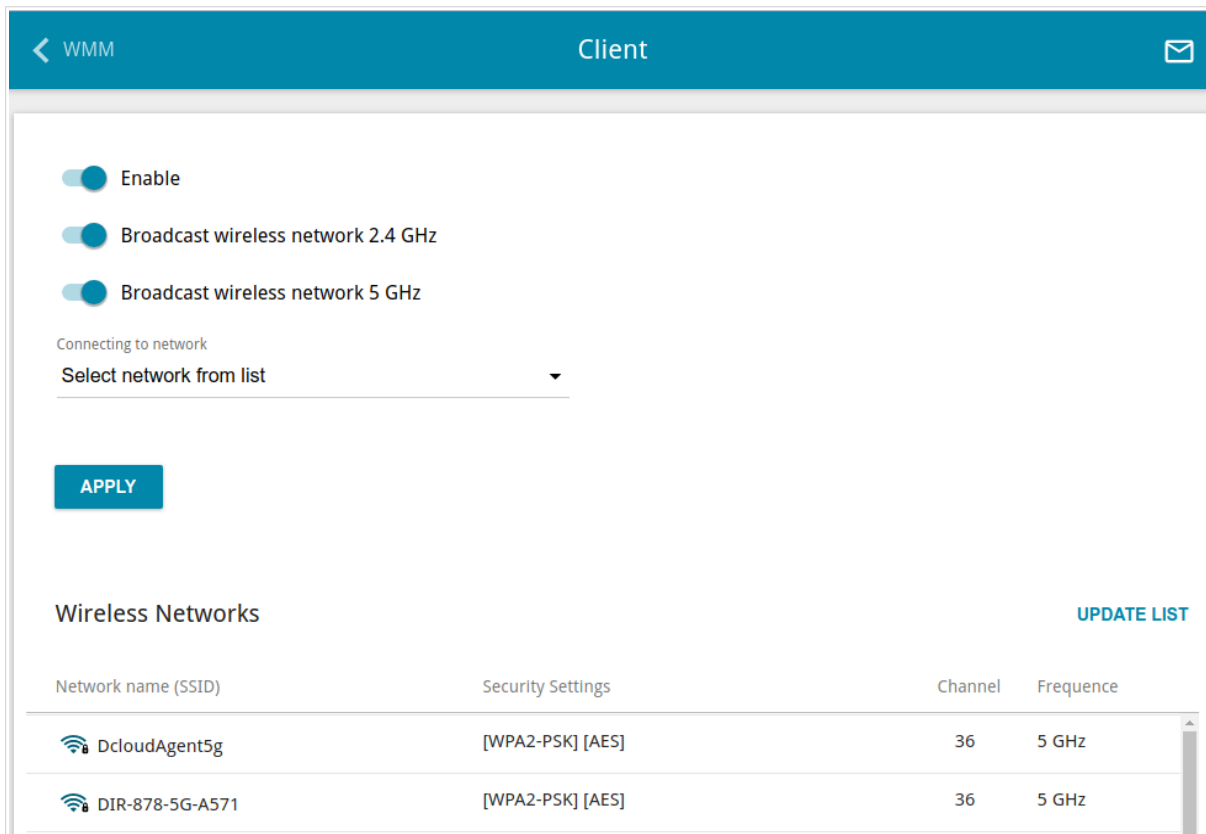 WMM Client
Enable
Broadcast wireless network 2.4 GHz
Broadcast wireless network 5 GHz
Connecting to network
Select network from list
APPLY
Wireless Networks UPDATE LIST
Network name (SSID) Security Settings Channel Frequence
DcloudAgent5g [WPA2-PSK] [AES] 36 5 GHz
DIR-878-5G-A571 [WPA2-PSK] [AES] 36 5 GHz